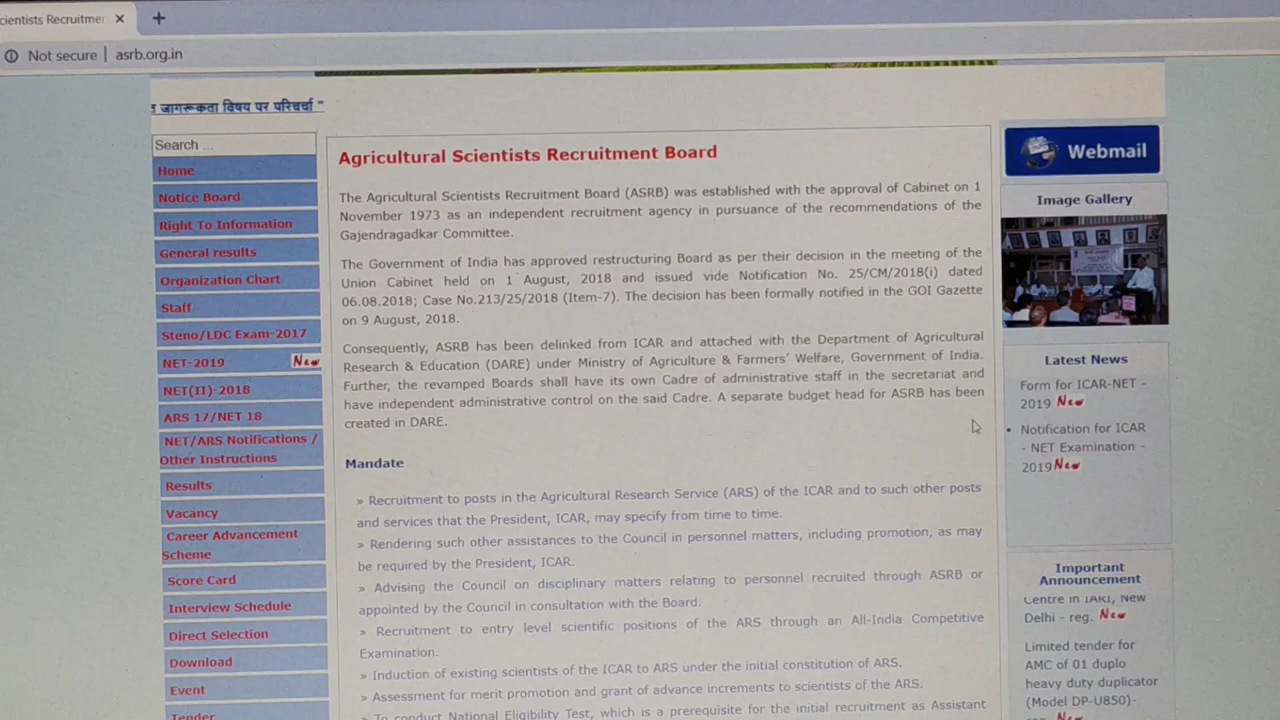 cientists Recruitmer
Not secure | asrb.org.in
जागरूकता विषय पर परिचर्चा "
Search ...
Home
Notice Board
Right To Information
General results
Organization Chart
Staff
Steno/LDC Exam-2017
NET-2019 New
NET(II)-2018
ARS 17/NET 18
NET/ARS Notifications /
Other Instructions
Results
Vacancy
Career Advancement
Scheme
Score Card
Interview Schedule
Direct Selection
Download
Event
Tender
Agricultural Scientists Recruitment Board
The Agricultural Scientists Recruitment Board (ASRB) was established with the approval of Cabinet on 1
November 1973 as an independent recruitment agency in pursuance of the recommendations of the
Gajendragadkar Committee.
The Government of India has approved restructuring Board as per their decision in the meeting of the
Union Cabinet held on 1 August, 2018 and issued vide Notification No. 25/CM/2018(i) dated
06.08.2018; Case No.213/25/2018 (Item-7). The decision has been formally notified in the GOI Gazette
on 9 August, 2018.
Consequently, ASRB has been delinked from ICAR and attached with the Department of Agricultural
Research & Education (DARE) under Ministry of Agriculture & Farmers' Welfare, Government of India.
Further, the revamped Boards shall have its own Cadre of administrative staff in the secretariat and
have independent administrative control on the said Cadre. A separate budget head for ASRB has been
created in DARE.
Mandate
» Recruitment to posts in the Agricultural Research Service (ARS) of the ICAR and to such other posts
and services that the President, ICAR, may specify from time to time.
» Rendering such other assistances to the Council in personnel matters, including promotion, as may
be required by the President, ICAR.
» Advising the Council on disciplinary matters relating to personnel recruited through ASRB or
appointed by the Council in consultation with the Board.
» Recruitment to entry level scientific positions of the ARS through an All-India Competitive
Examination.
» Induction of existing scientists of the ICAR to ARS under the initial constitution of ARS.
» Assessment for merit promotion and grant of advance increments to scientists of the ARS.
» To conduct National Eligibility Test, which is a prerequisite for the initial recruitment as Assistant
Webmail
Image Gallery
Latest News
Form for ICAR-NET -
2019 New
• Notification for ICAR
- NET Examination -
2019 New
Important
Announcement
Centre in IARI, New
Delhi - reg. New
Limited tender for
AMC of 01 duplo
heavy duty duplicator
(Model DP-U850)-
New